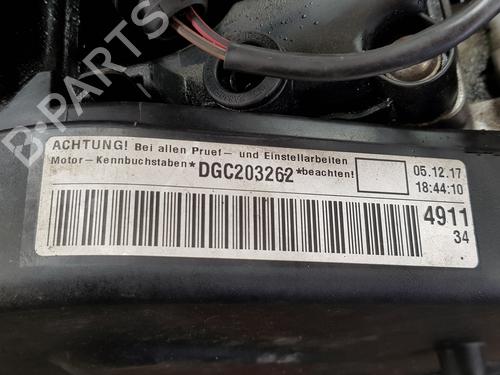 ACHTUNG! Bei allen Pruef- und Einstellarbeiten
Motor-Kennbuchstaben *DGC203262 *beachten!
05.12.17
18:44:10
4911
34
B-Parts